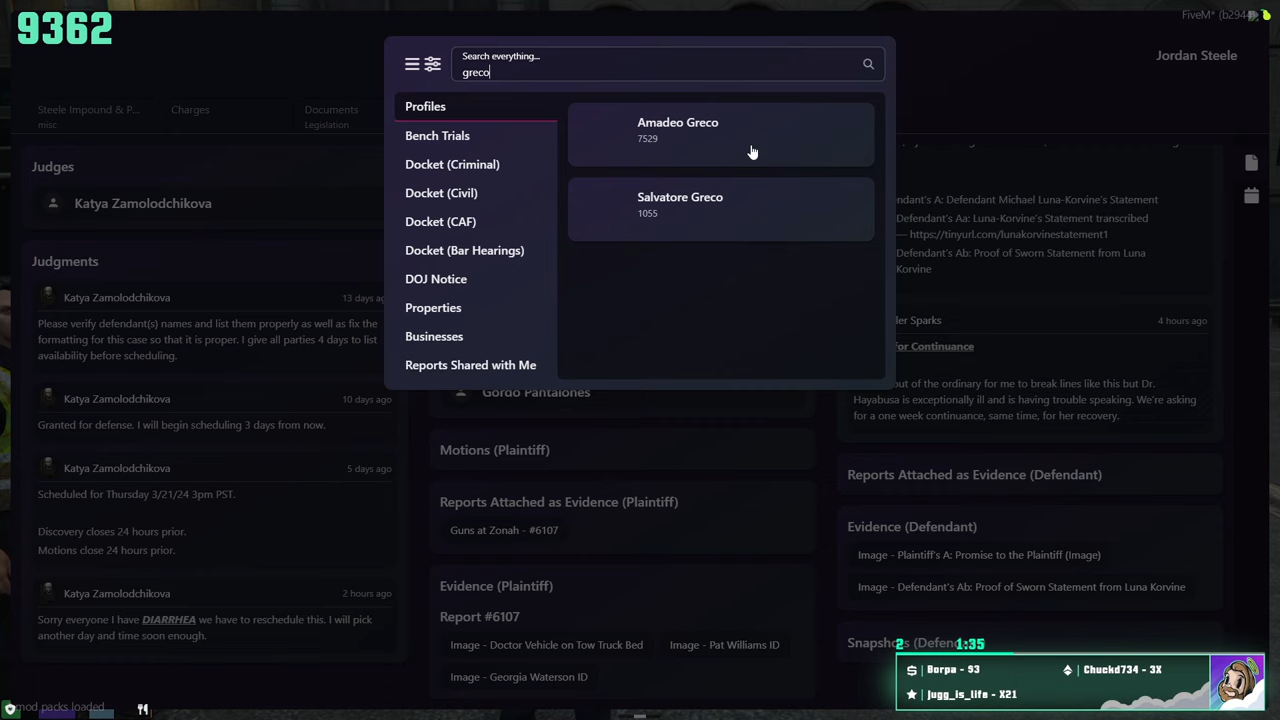 9362
FiveM* (b2944
Jordan Steele
Search everything...
greco
Steele Impound & P...
misc
Charges
Documents
Legislation
Profiles
Bench Trials
Docket (Criminal)
Docket (Civil)
Docket (CAF)
Docket (Bar Hearings)
DOJ Notice
Properties
Businesses
Reports Shared with Me
Amadeo Greco
7529
Salvatore Greco
1055
Judges
Katya Zamolodchikova
Judgments
Katya Zamolodchikova
13 days ag
Please verify defendant(s) names and list them properly as well as fix the
formatting for this case so that it is proper. I give all parties 4 days to list
availability before scheduling.
Katya Zamolodchikova
10 days ago
Granted for defense. I will begin scheduling 3 days from now.
Katya Zamolodchikova
5 days ago
Scheduled for Thursday 3/21/24 3pm PST.
Discovery closes 24 hours prior.
Motions close 24 hours prior.
Katya Zamolodchikova
2 hours ago
Sorry everyone I have DIARRHEA we have to reschedule this. I will pick
another day and time soon enough.
Gordo Pantalones
Motions (Plaintiff)
Reports Attached as Evidence (Plaintiff)
Guns at Zonah - #6107
Evidence (Plaintiff)
Report #6107
Image - Doctor Vehicle on Tow Truck Bed
Image - Pat Williams ID
Image - Georgia Waterson ID
endant's A: Defendant Michael Luna-Korvine's Statement
Defendant's Aa: Luna-Korvine's Statement transcribed
— https://tinyurl.com/lunakorvinestatement1
Defendant's Ab: Proof of Sworn Statement from Luna
Korvine
ler Sparks
4 hours ago
for Continuance
out of the ordinary for me to break lines like this but Dr.
Hayabusa is exceptionally ill and is having trouble speaking. We're asking
for a one week continuance, same time, for her recovery.
Reports Attached as Evidence (Defendant)
Evidence (Defendant)
Image - Plaintiff's A: Promise to the Plaintiff (Image)
Image - Defendant's Ab: Proof of Sworn Statement from Luna Korvine
Snapshots (Defen
2
1:35
Borpa - 93
Chuckd734 - 3X
Jugg_Is_life - X21
mod packs loaded